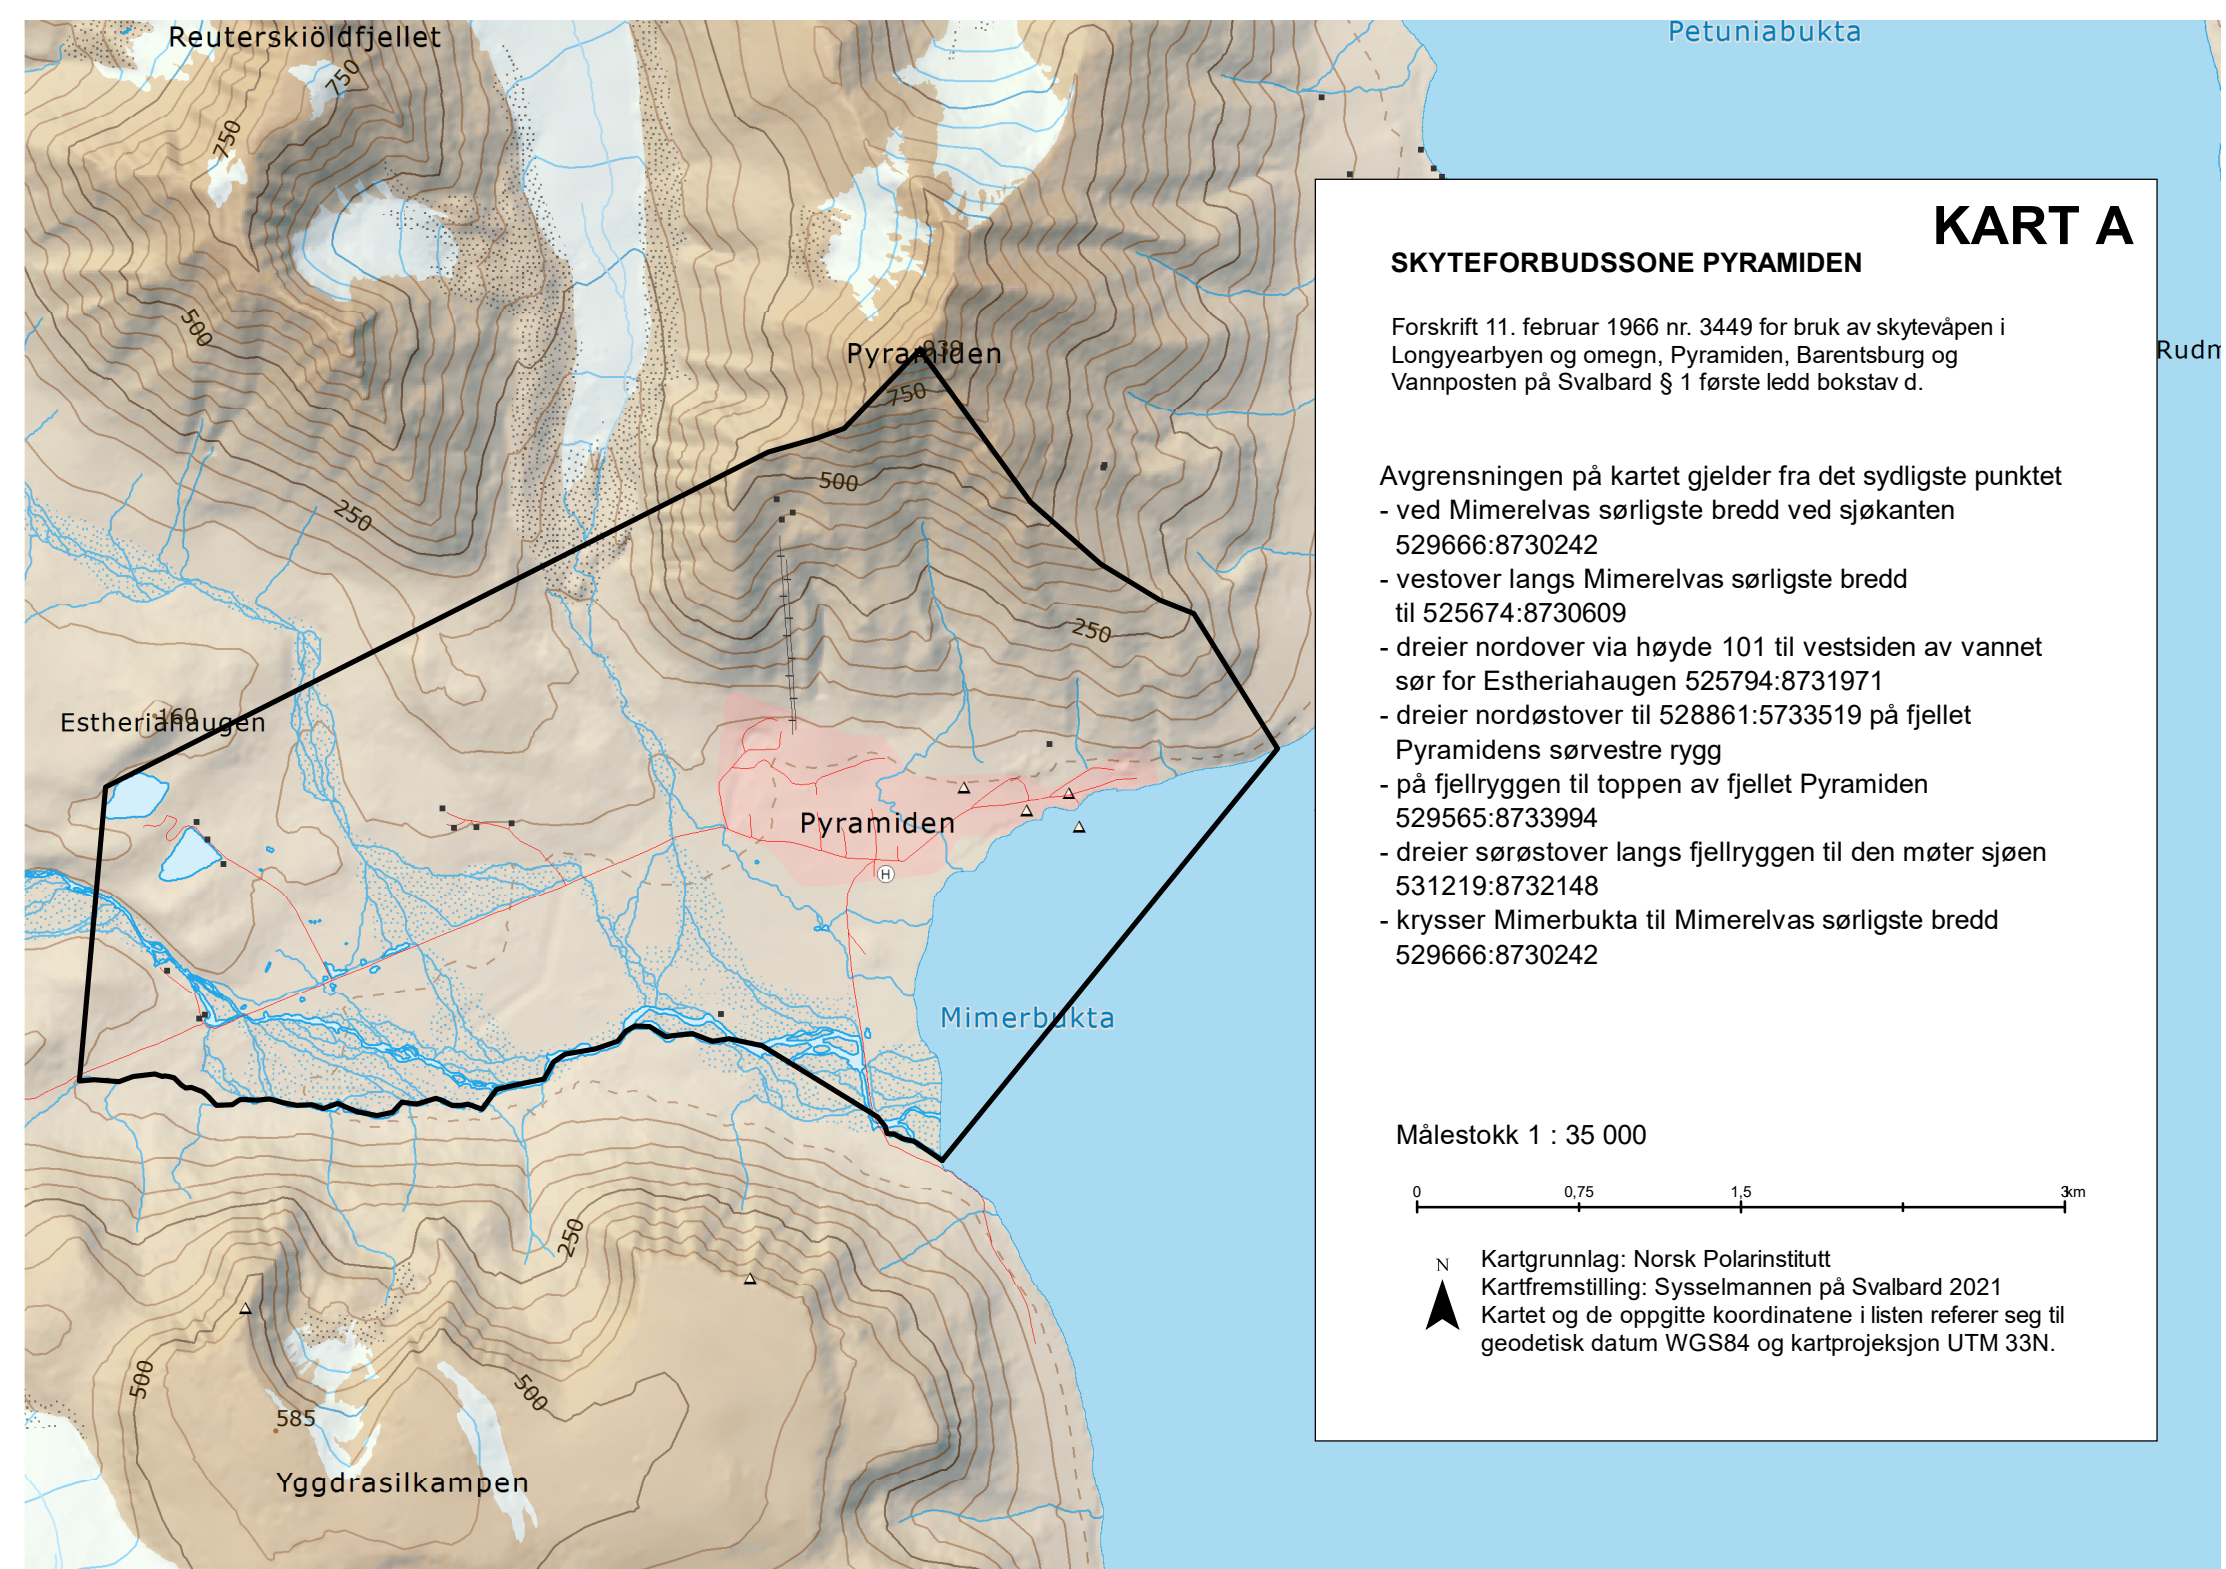 Reuterskiöldfjellet
Petuniabukta
750
750
KART A
SKYTEFORBUDSSONE PYRAMIDEN
Forskrift 11. februar 1966 nr. 3449 for bruk av skytevåpen i
Longyearbyen og omegn, Pyramiden, Barentsburg og
Vannposten på Svalbard § 1 første ledd bokstav d.
500
939
Pyramiden
750
500
250
250
160
Estheriahaugen
Pyramiden
H
Mimerbukta
250
500
500
585
Yggdrasilkampen
Avgrensningen på kartet gjelder fra det sydligste punktet
- ved Mimerelvas sørligste bredd ved sjøkanten
529666:8730242
- vestover langs Mimerelvas sørligste bredd
til 525674:8730609
- dreier nordover via høyde 101 til vestsiden av vannet
sør for Estheriahaugen 525794:8731971
- dreier nordøstover til 528861:5733519 på fjellet
Pyramidens sørvestre rygg
- på fjellryggen til toppen av fjellet Pyramiden
529565:8733994
- dreier sørøstover langs fjellryggen til den møter sjøen
531219:8732148
- krysser Mimerbukta til Mimerelvas sørligste bredd
529666:8730242
Målestokk 1 : 35 000
0 0,75 1,5 3 km
N
Kartgrunnlag: Norsk Polarinstitutt
Kartfremstilling: Sysselmannen på Svalbard 2021
Kartet og de oppgitte koordinatene i listen referer seg til
geodetisk datum WGS84 og kartprojeksjon UTM 33N.